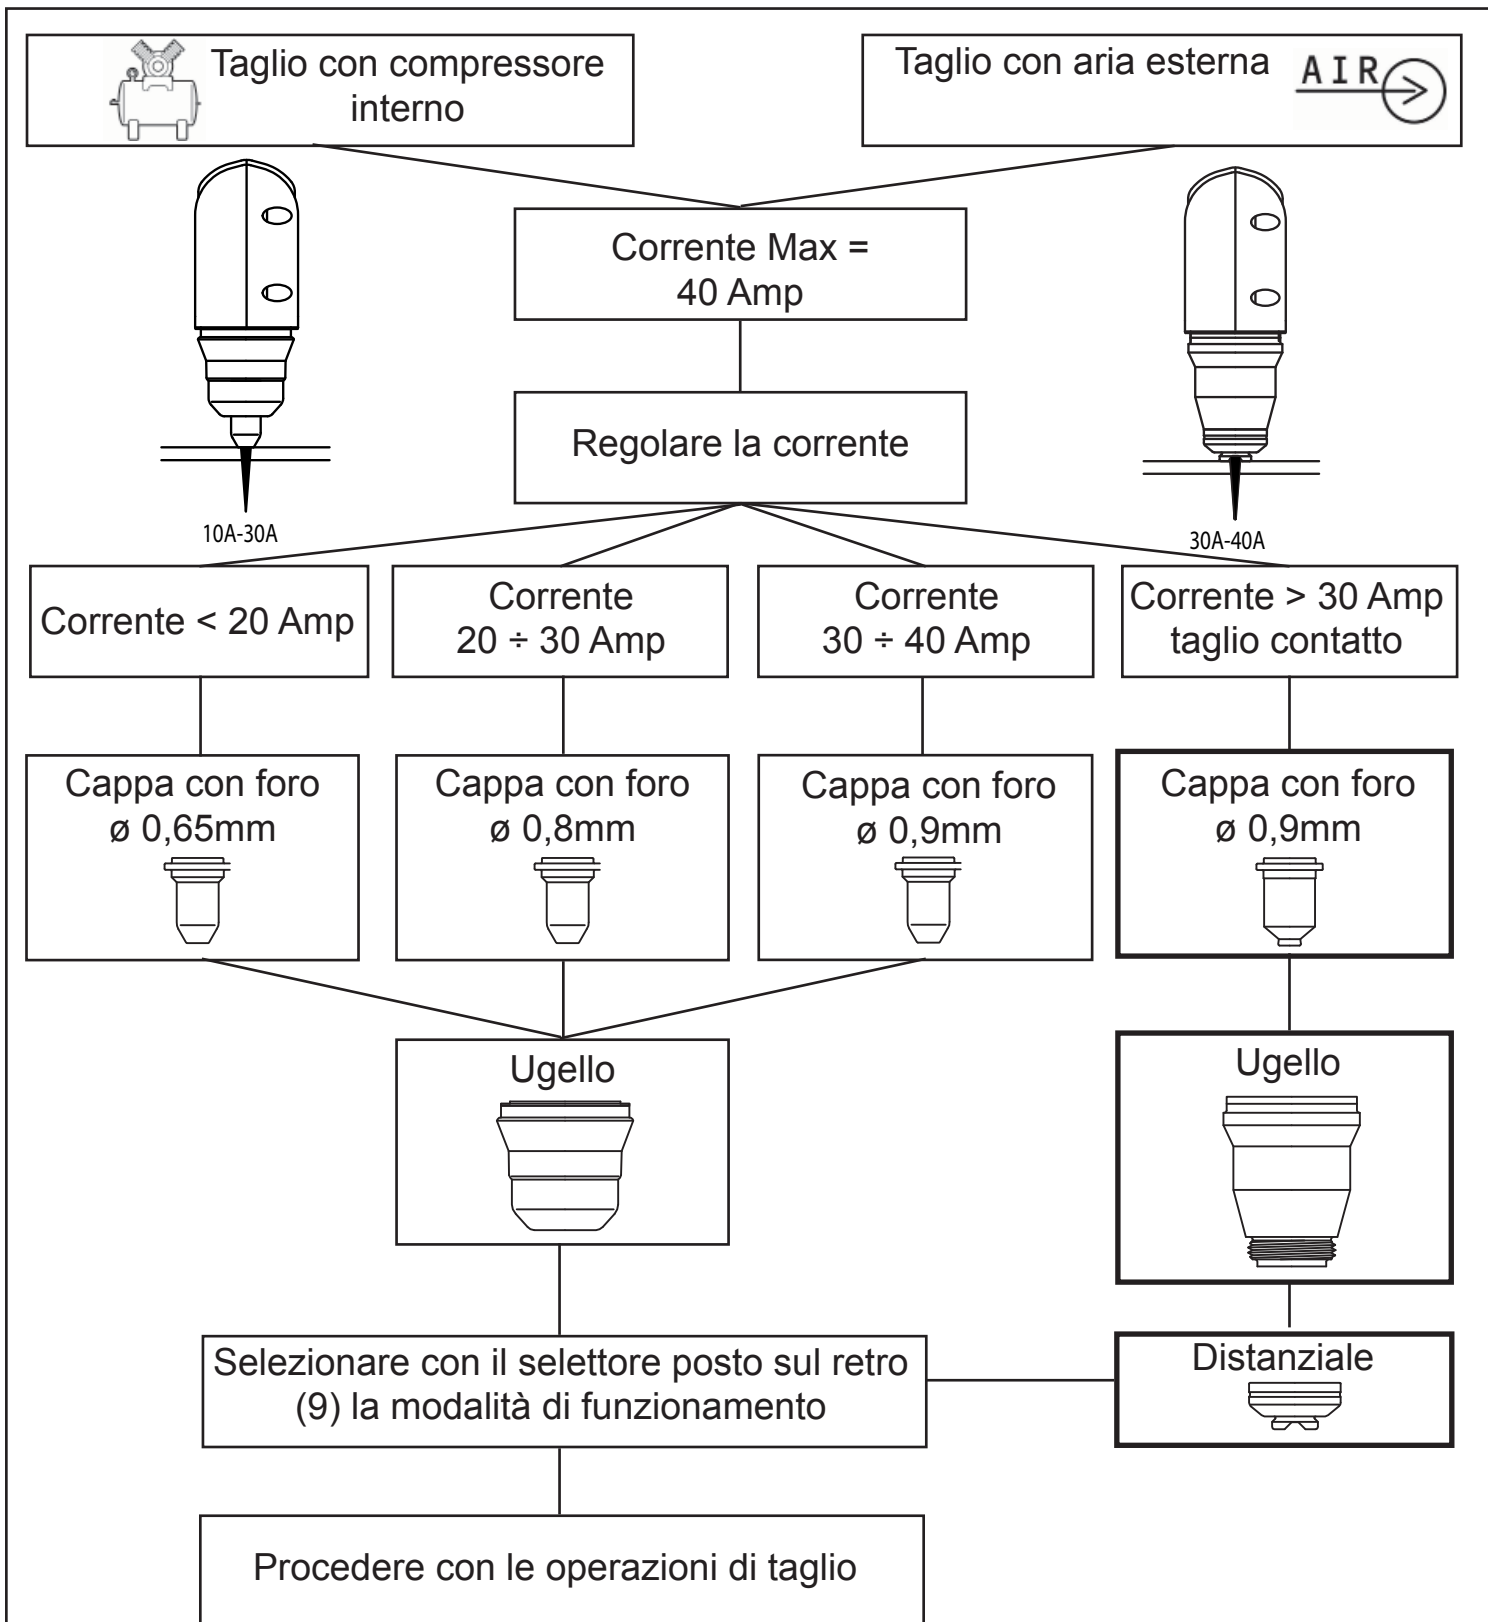 Taglio con compressore
interno
Taglio con aria esterna
AIR
Corrente Max =
40 Amp
Regolare la corrente
10A-30A
30A-40A
Corrente < 20 Amp
Corrente
20 ÷ 30 Amp
Corrente
30 ÷ 40 Amp
Corrente > 30 Amp
taglio contatto
Cappa con foro
ø 0,65mm
Cappa con foro
ø 0,8mm
Cappa con foro
ø 0,9mm
Cappa con foro
ø 0,9mm
Ugello
Ugello
Selezionare con il selettore posto sul retro
(9) la modalità di funzionamento
Distanziale
Procedere con le operazioni di taglio